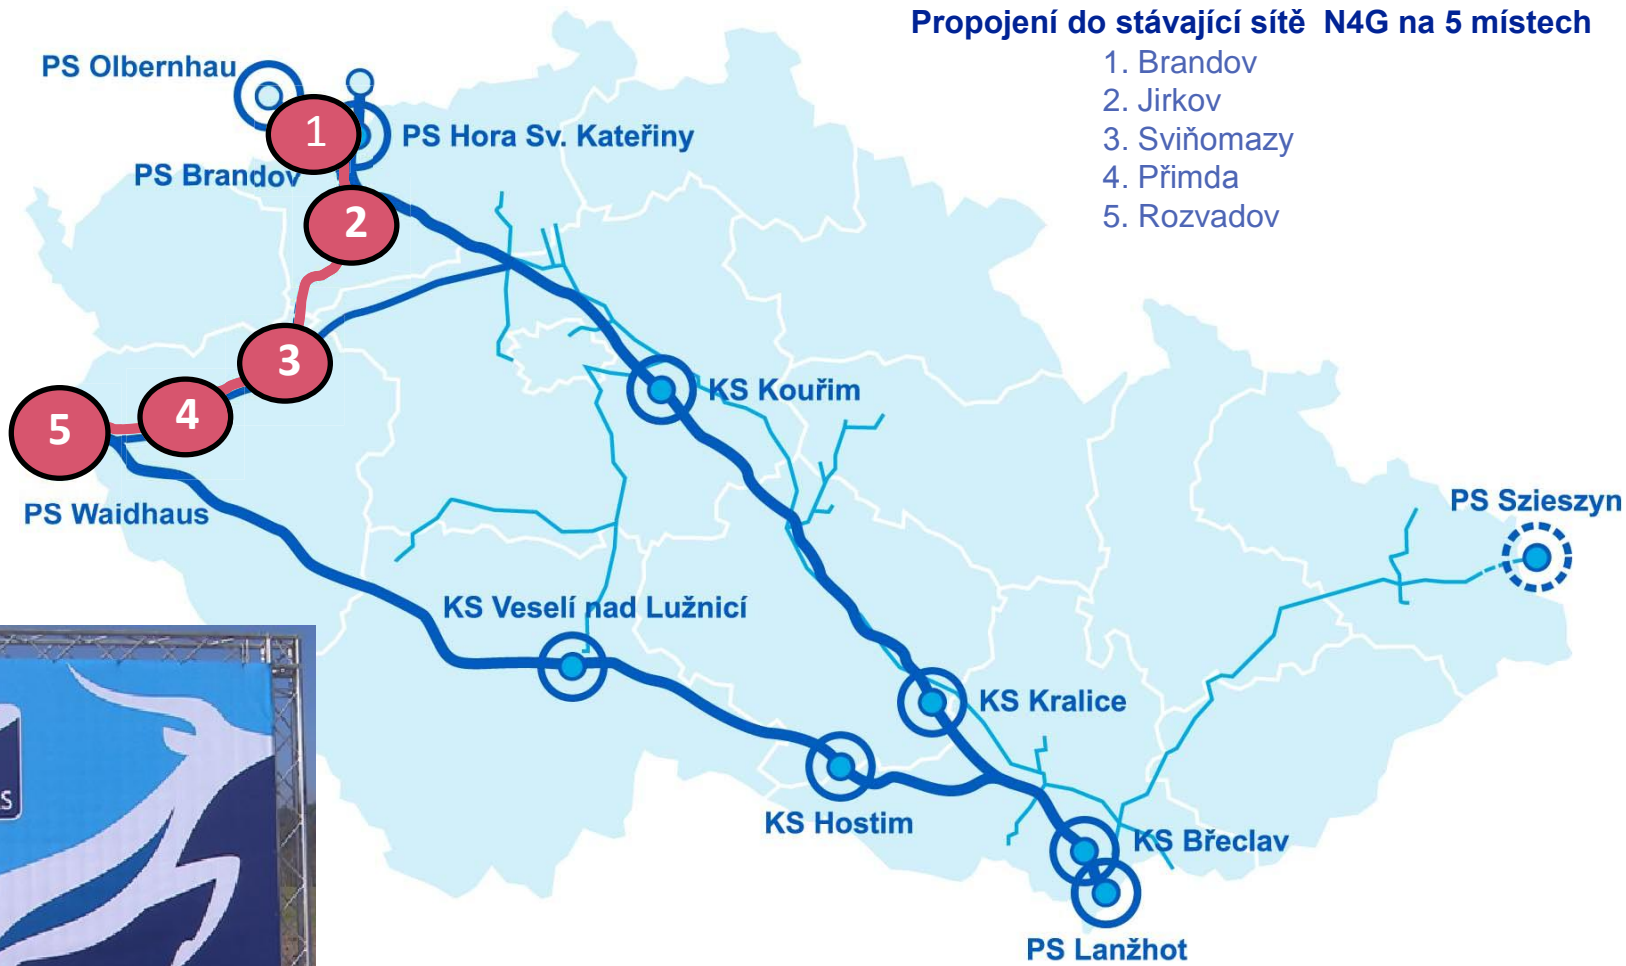 Propojení do stávající sítě N4G na 5 místech
1. Brandov
2. Jirkov
3. Sviňomazy
4. Přimda
5. Rozvadov
PS Olbernhau
1
PS Hora Sv. Kateřiny
PS Brandov
2
3
KS Kouřim
4
5
PS Waidhaus
PS Szieszyn
KS Veselí nad Lužnicí
KS Kralice
KS Hostim
KS Břeclav
PS Lanžhot